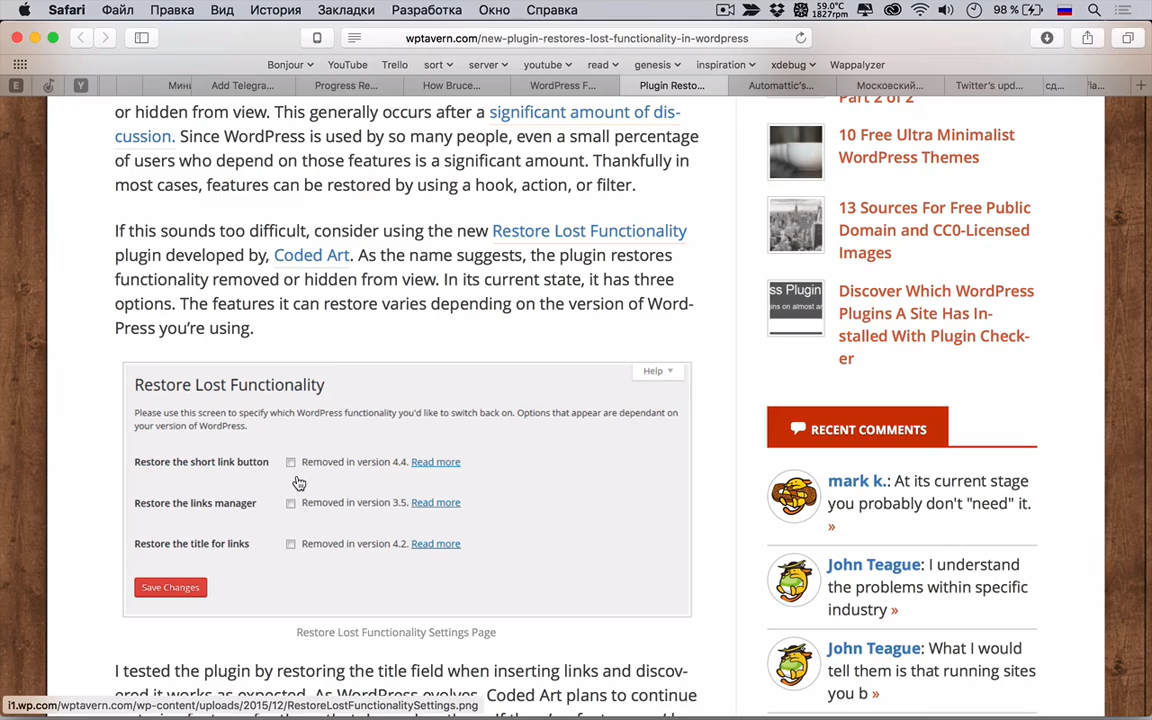 Safari Файл Правка Вид История Закладки Разработка Окно Справка 59.0°C 1827rpm 98 %
wptavern.com/new-plugin-restores-lost-functionality-in-wordpress
Bonjour YouTube Trello sort server youtube read genesis inspiration xdebug Wappalyzer
E Y Мини Add Telegra... Progress Re... How Bruce... WordPress F... Plugin Resto... Automattic's... Московский... Twitter's upd...
or hidden from view. This generally occurs after a significant amount of dis-
cussion. Since WordPress is used by so many people, even a small percentage
of users who depend on those features is a significant amount. Thankfully in
most cases, features can be restored by using a hook, action, or filter.
If this sounds too difficult, consider using the new Restore Lost Functionality
plugin developed by, Coded Art. As the name suggests, the plugin restores
functionality removed or hidden from view. In its current state, it has three
options. The features it can restore varies depending on the version of Word-
Press you're using.
Restore Lost Functionality
Help
Please use this screen to specify which WordPress functionality you'd like to switch back on. Options that appear are dependant on
your version of WordPress.
Restore the short link button Removed in version 4.4. Read more
Restore the links manager Removed in version 3.5. Read more
Restore the title for links Removed in version 4.2. Read more
Save Changes
Restore Lost Functionality Settings Page
I tested the plugin by restoring the title field when inserting links and discov-
ered it works as expected. As WordPress evolves, Coded Art plans to continue
Part 2 of 2
10 Free Ultra Minimalist
WordPress Themes
13 Sources For Free Public
Domain and CC0-Licensed
Images
ss Plugin
Discover Which WordPress
Plugins A Site Has In-
stalled With Plugin Check-
er
RECENT COMMENTS
mark k.: At its current stage
you probably don't "need" it.
»
John Teague: I understand
the problems within specific
industry »
John Teague: What I would
tell them is that running sites
you b »
i1.wp.com/wptavern.com/wp-content/uploads/2015/12/RestoreLostFunctionalitySettings.png